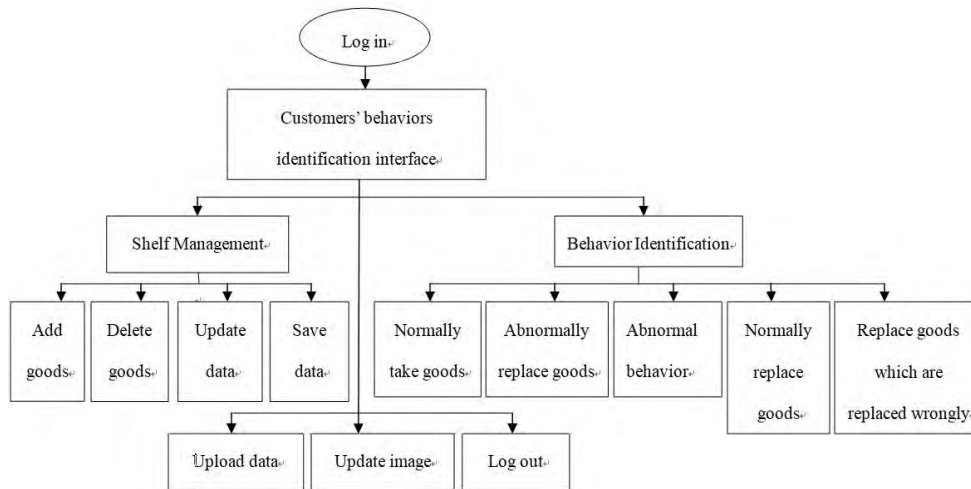 Log in
Customers’ behaviors
identification interface
Shelf Management
Behavior Identification
Add
goods
Delete
goods
Update
data
Save
data
Normally
take goods
Abnormally
replace goods
Abnormal
behavior
Normally
replace
goods
Replace goods
which are
replaced wrongly
Upload data
Update image
Log out